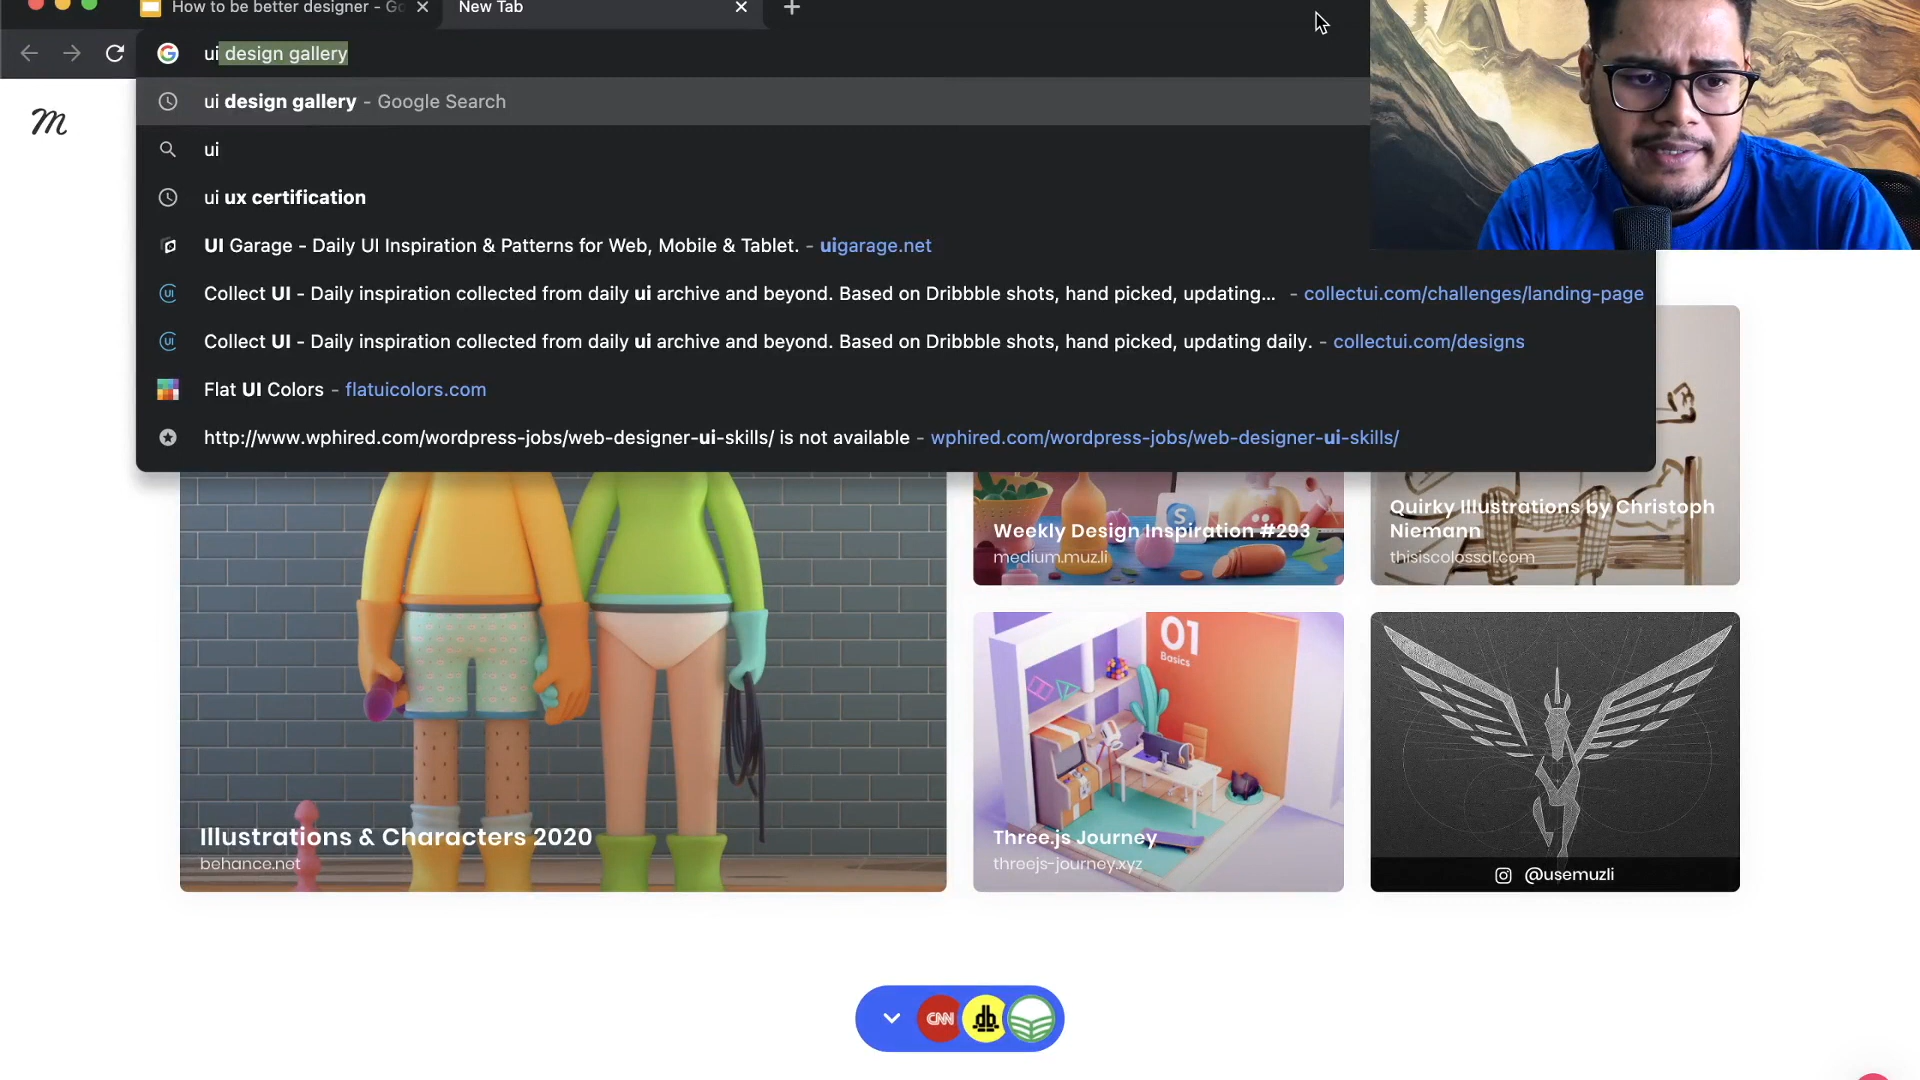 How to be better designer - Go
New Tab
ui design gallery
ui design gallery - Google Search
ui
ui ux certification
UI Garage - Daily UI Inspiration & Patterns for Web, Mobile & Tablet. - uigarage.net
UI
Collect UI - Daily inspiration collected from daily ui archive and beyond. Based on Dribbble shots, hand picked, updating... - collectui.com/challenges/landing-page
UI
Collect UI - Daily inspiration collected from daily ui archive and beyond. Based on Dribbble shots, hand picked, updating daily. - collectui.com/designs
Flat UI Colors - flatuicolors.com
http://www.wphired.com/wordpress-jobs/web-designer-ui-skills/ is not available - wphired.com/wordpress-jobs/web-designer-ui-skills/
m
S
Weekly Design Inspiration #293
medium.muz.li
Quirky Illustrations by Christoph
Niemann
thisiscolossal.com
01
Basics
Illustrations & Characters 2020
behance.net
Three.js Journey
threejs-journey.xyz
@usemuzli
CNN
db